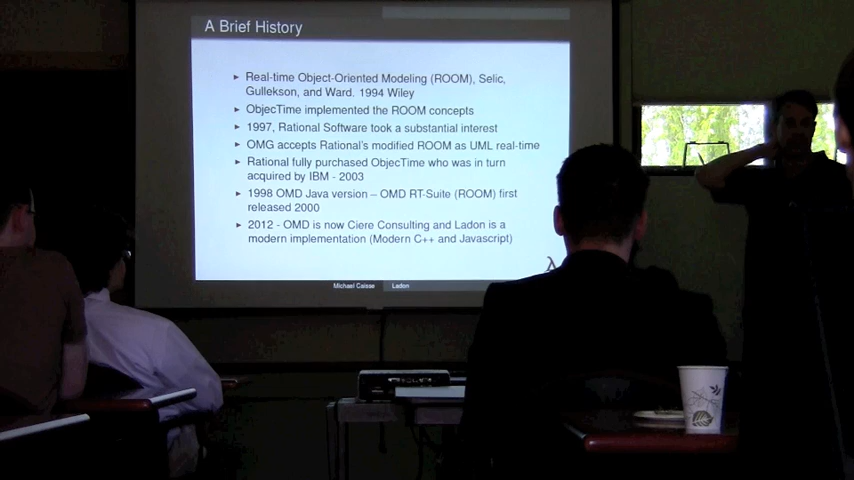 A Brief History
Real-time Object-Oriented Modeling (ROOM), Selic,
Gullekson, and Ward. 1994 Wiley
ObjecTime implemented the ROOM concepts
1997, Rational Software took a substantial interest
OMG accepts Rational's modified ROOM as UML real-time
Rational fully purchased ObjecTime who was in turn
acquired by IBM - 2003
1998 OMD Java version – OMD RT-Suite (ROOM) first
released 2000
2012 - OMD is now Ciere Consulting and Ladon is a
modern implementation (Modern C++ and Javascript)
Michael Caisse Ladon